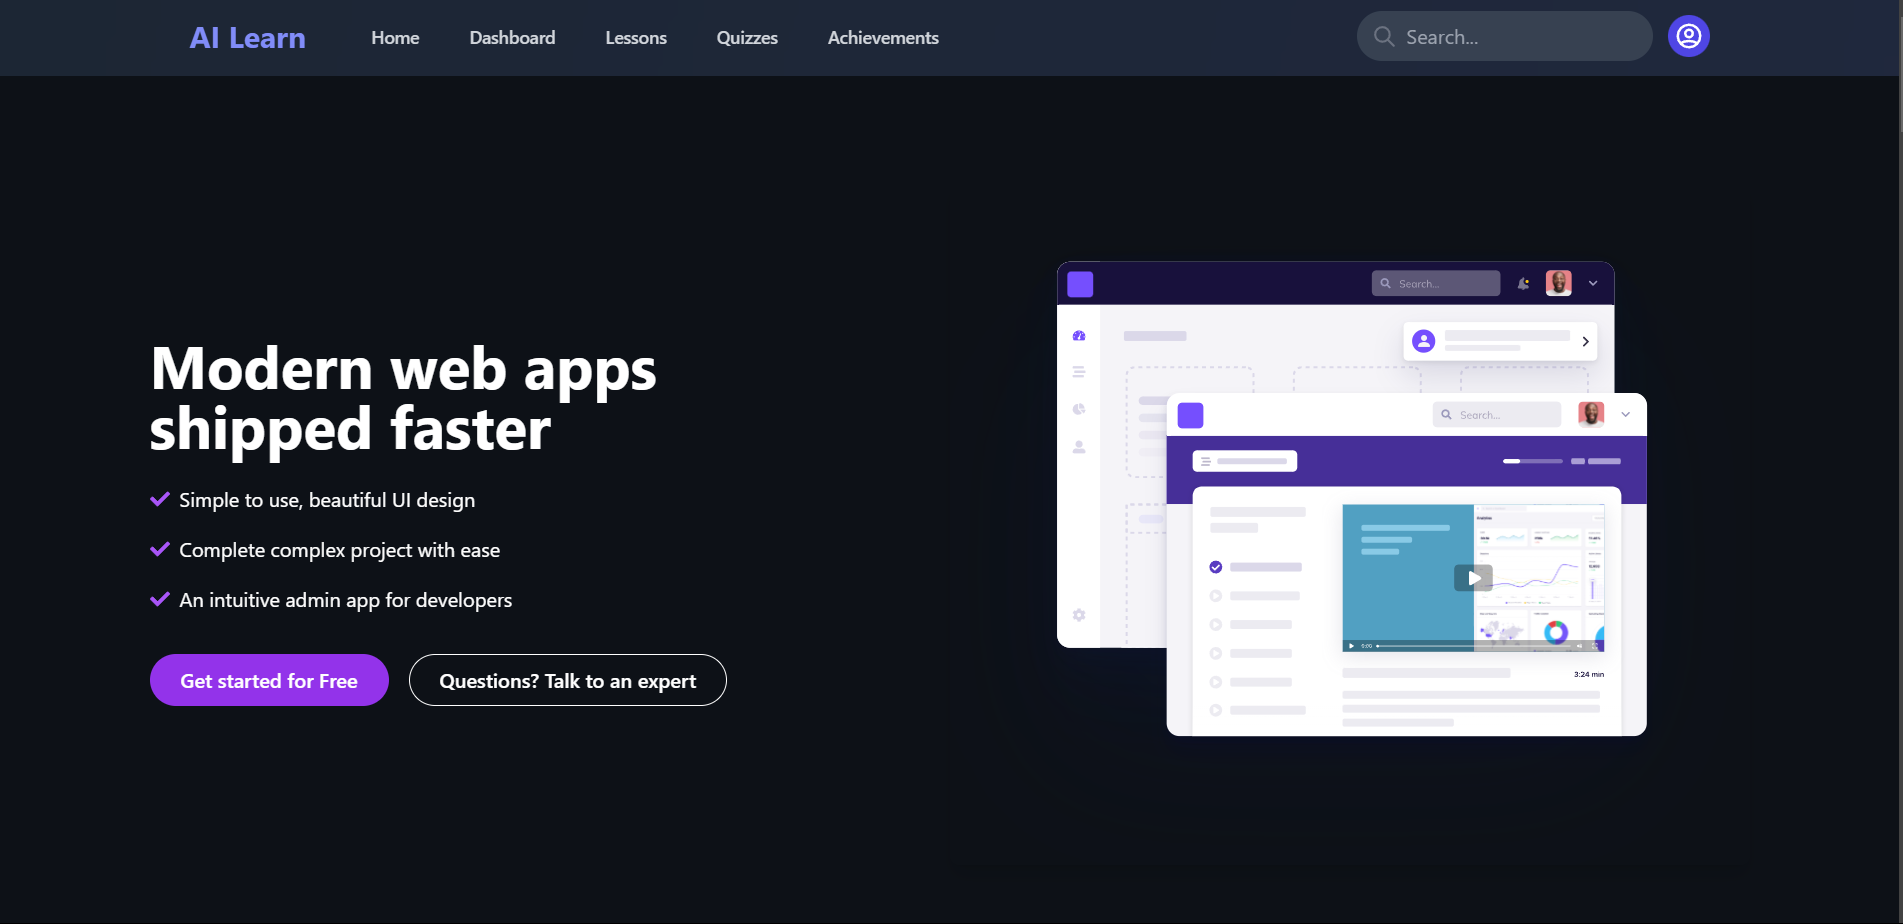 AI Learn
Home
Dashboard
Lessons
Quizzes
Achievements
Search...
Modern web apps
shipped faster
Simple to use, beautiful UI design
Complete complex project with ease
An intuitive admin app for developers
Get started for Free
Questions? Talk to an expert
Search...
Search...
0:00
3:24 min